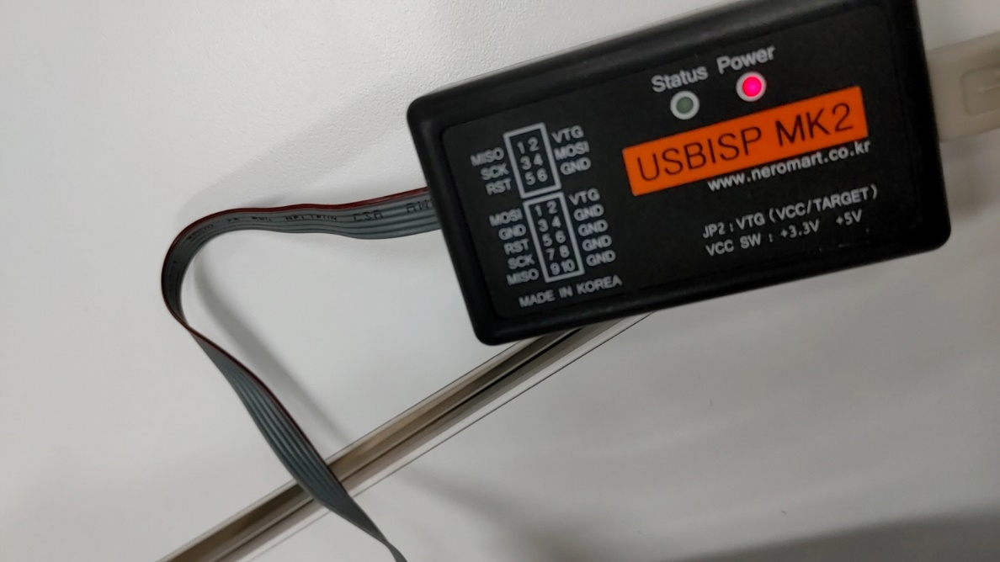 Status Power
USBISP MK2
www.neromart.co.kr
JP2 : VTG (VCC/TARGET)
VCC SW : +3.3V +5V
MISO 1 2 VTG
SCK 3 4 MOSI
RST 5 6 GND
MOSI 1 2 VTG
GND 3 4 GND
RST 5 6 GND
SCK 7 8 GND
MISO 9 10 GND
MADE IN KOREA